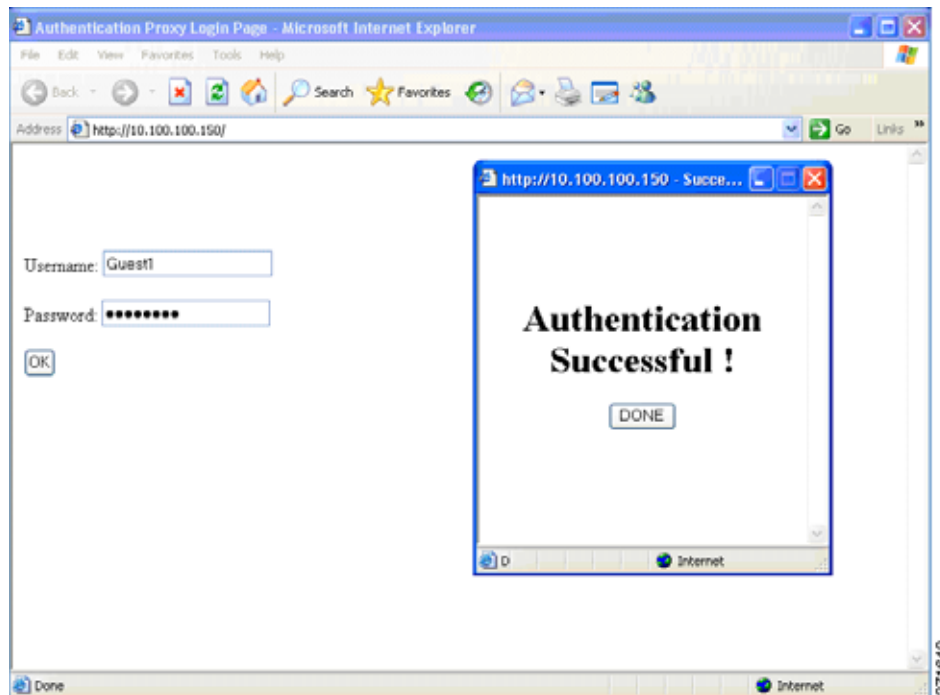 Authentication Proxy Login Page - Microsoft Internet Explorer
File Edit View Favorites Tools Help
Back Search Favorites
Address http://10.100.100.150/ Go Links »
http://10.100.100.150 - Succe...
Username: Guest1
Password: ●●●●●●●●
OK
Authentication
Successful !
DONE
D Internet
Done Internet